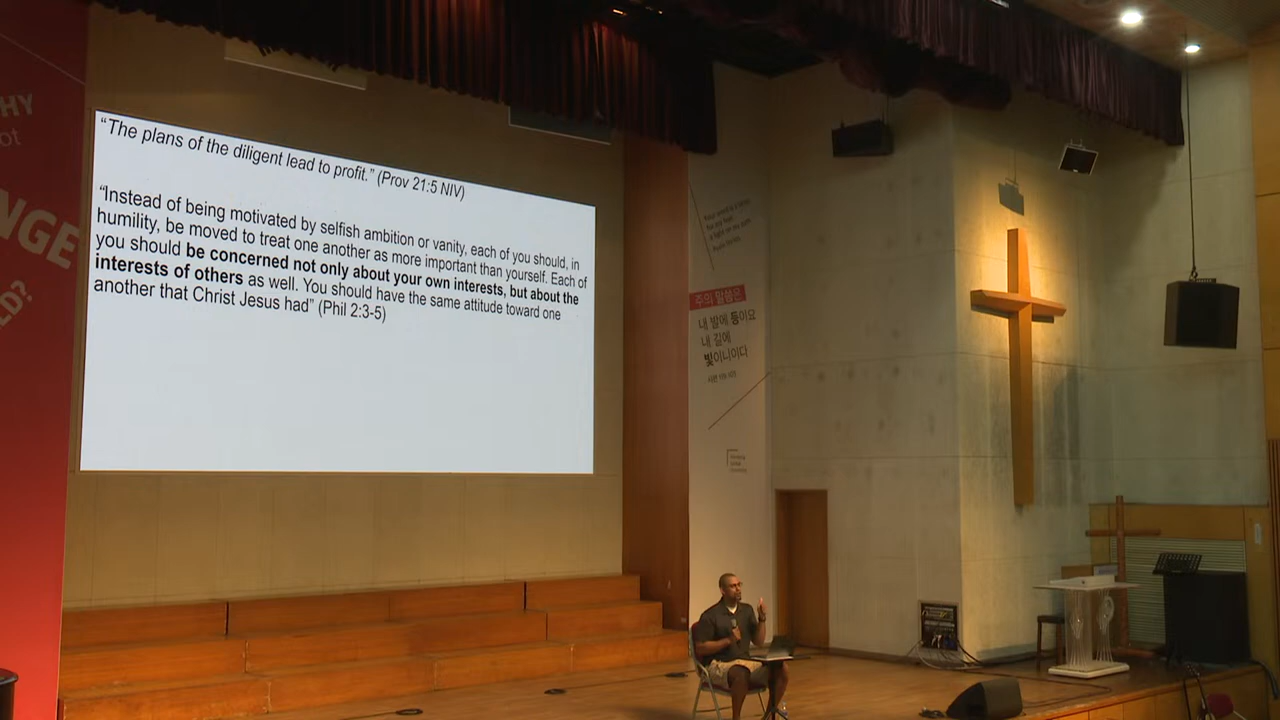 “The plans of the diligent lead to profit.” (Prov 21:5 NIV)
“Instead of being motivated by selfish ambition or vanity, each of you should, in
humility, be moved to treat one another as more important than yourself. Each of
you should be concerned not only about your own interests, but about the
interests of others as well. You should have the same attitude toward one
another that Christ Jesus had” (Phil 2:3-5)
HY
ot
NGE
LD?
주의 말씀은
내 발에 등이요
내 길에
빛이니이다